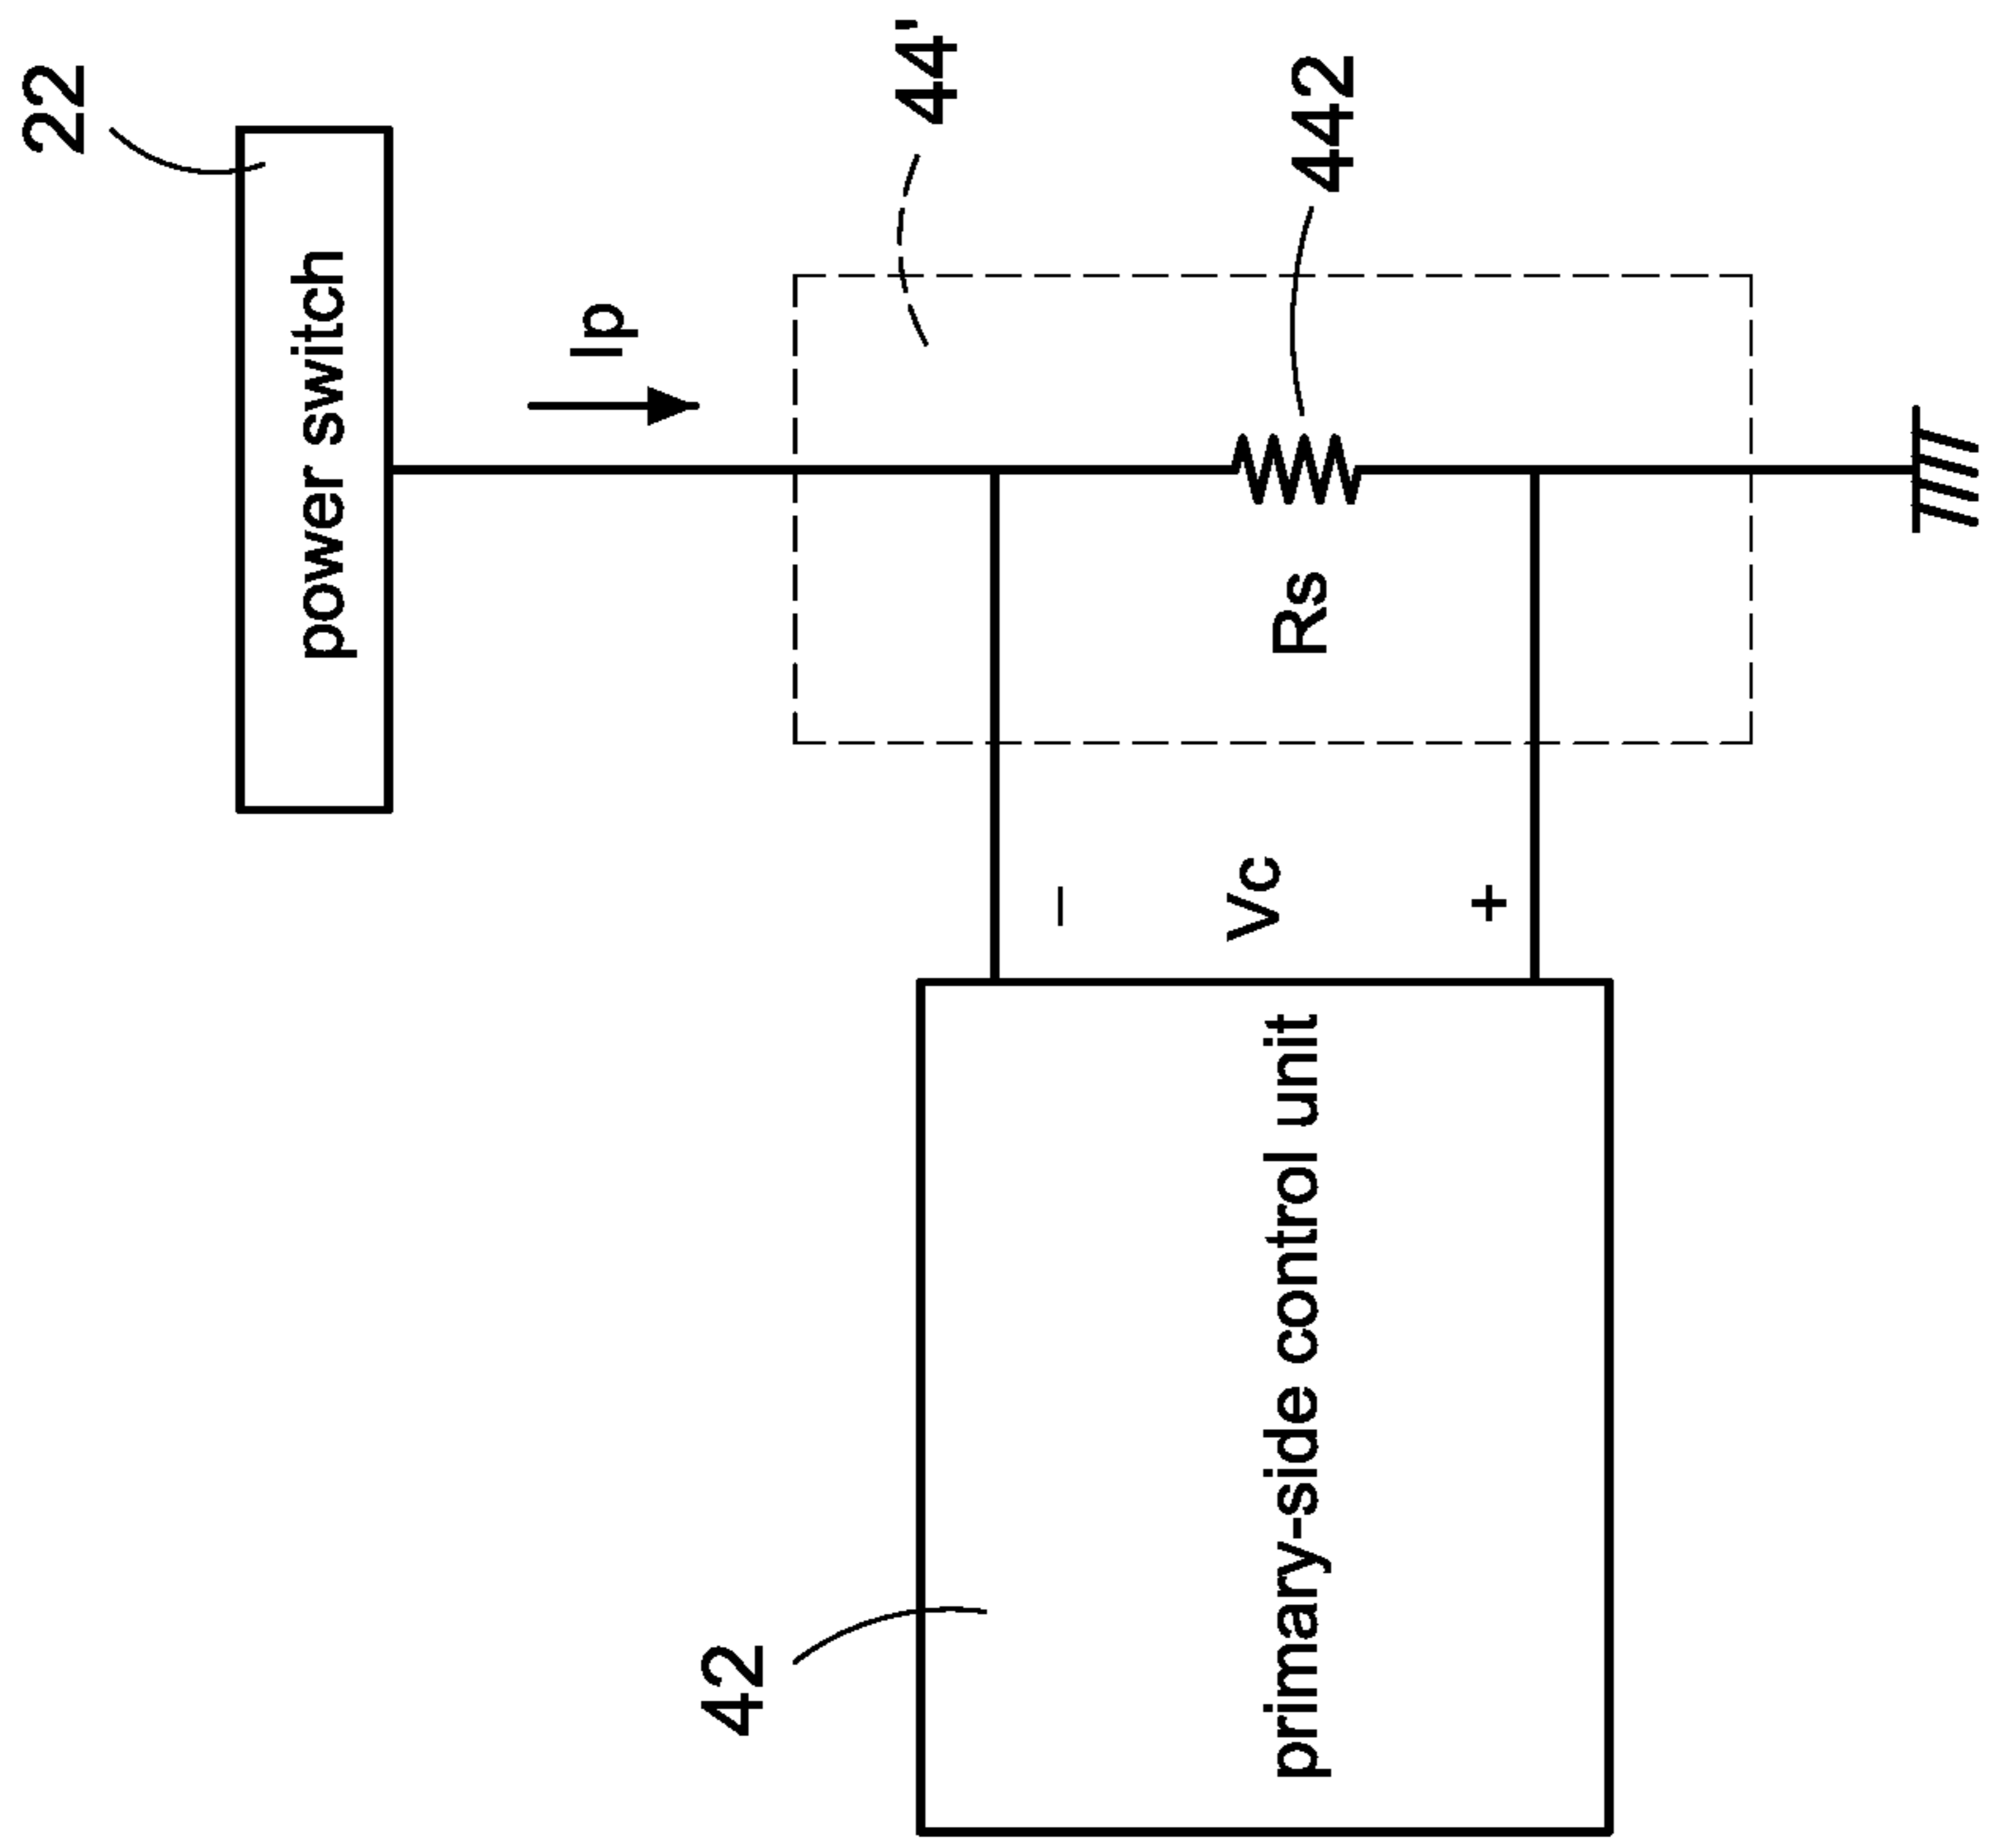 22
power switch
Ip
44'
442
Rs
− Vc +
primary-side control unit
42